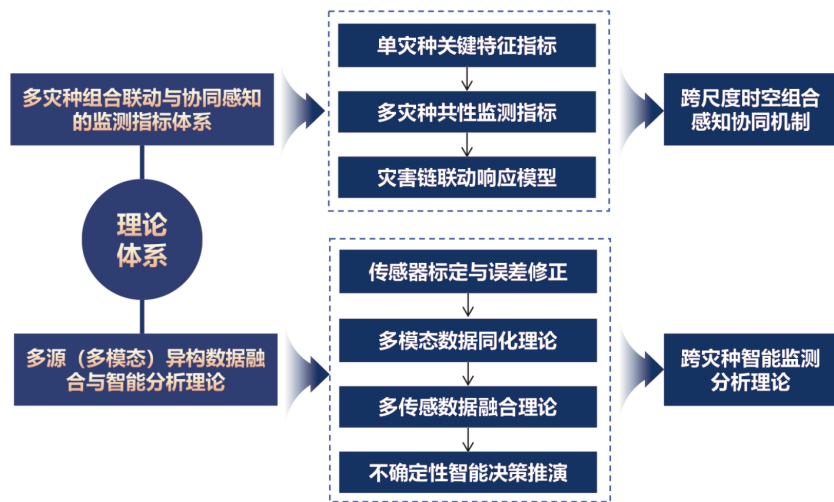 多灾种组合联动与协同感知
的监测指标体系
单灾种关键特征指标
多灾种共性监测指标
灾害链联动响应模型
跨尺度时空组合
感知协同机制
理论
体系
多源（多模态）异构数据融
合与智能分析理论
传感器标定与误差修正
多模态数据同化理论
多传感数据融合理论
不确定性智能决策推演
跨灾种智能监测
分析理论